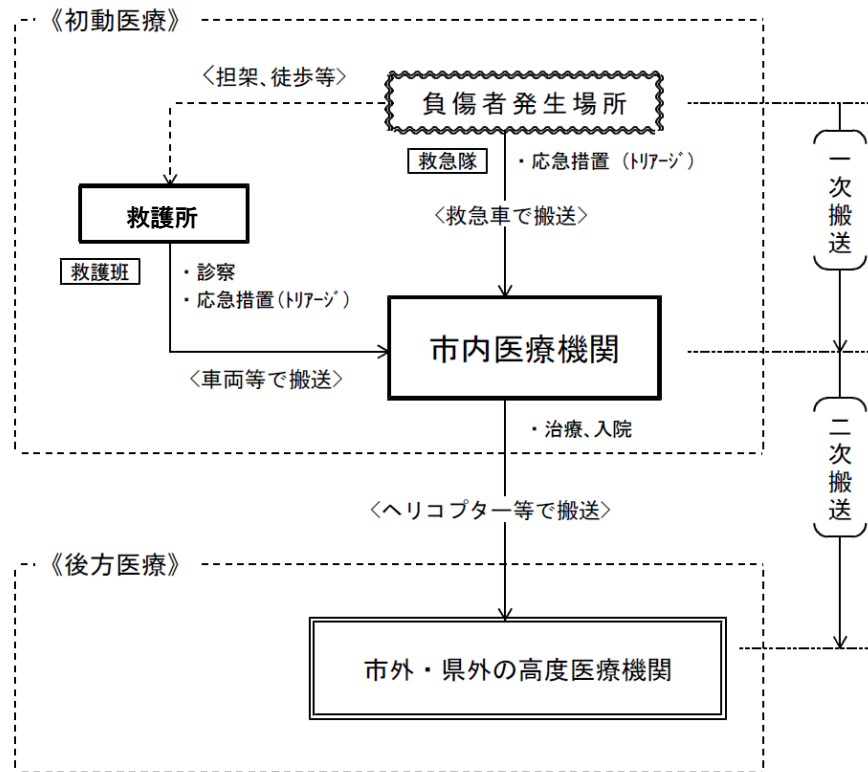 《初動医療》
<担架、徒歩等>
負傷者発生場所
救急隊
・応急措置 (ﾄﾘｱｰｼﾞ)
救護所
<救急車で搬送>
一次搬送
救護班
・診察
・応急措置(ﾄﾘｱｰｼﾞ)
市内医療機関
<車両等で搬送>
・治療、入院
二次搬送
<ヘリコプター等で搬送>
《後方医療》
市外・県外の高度医療機関